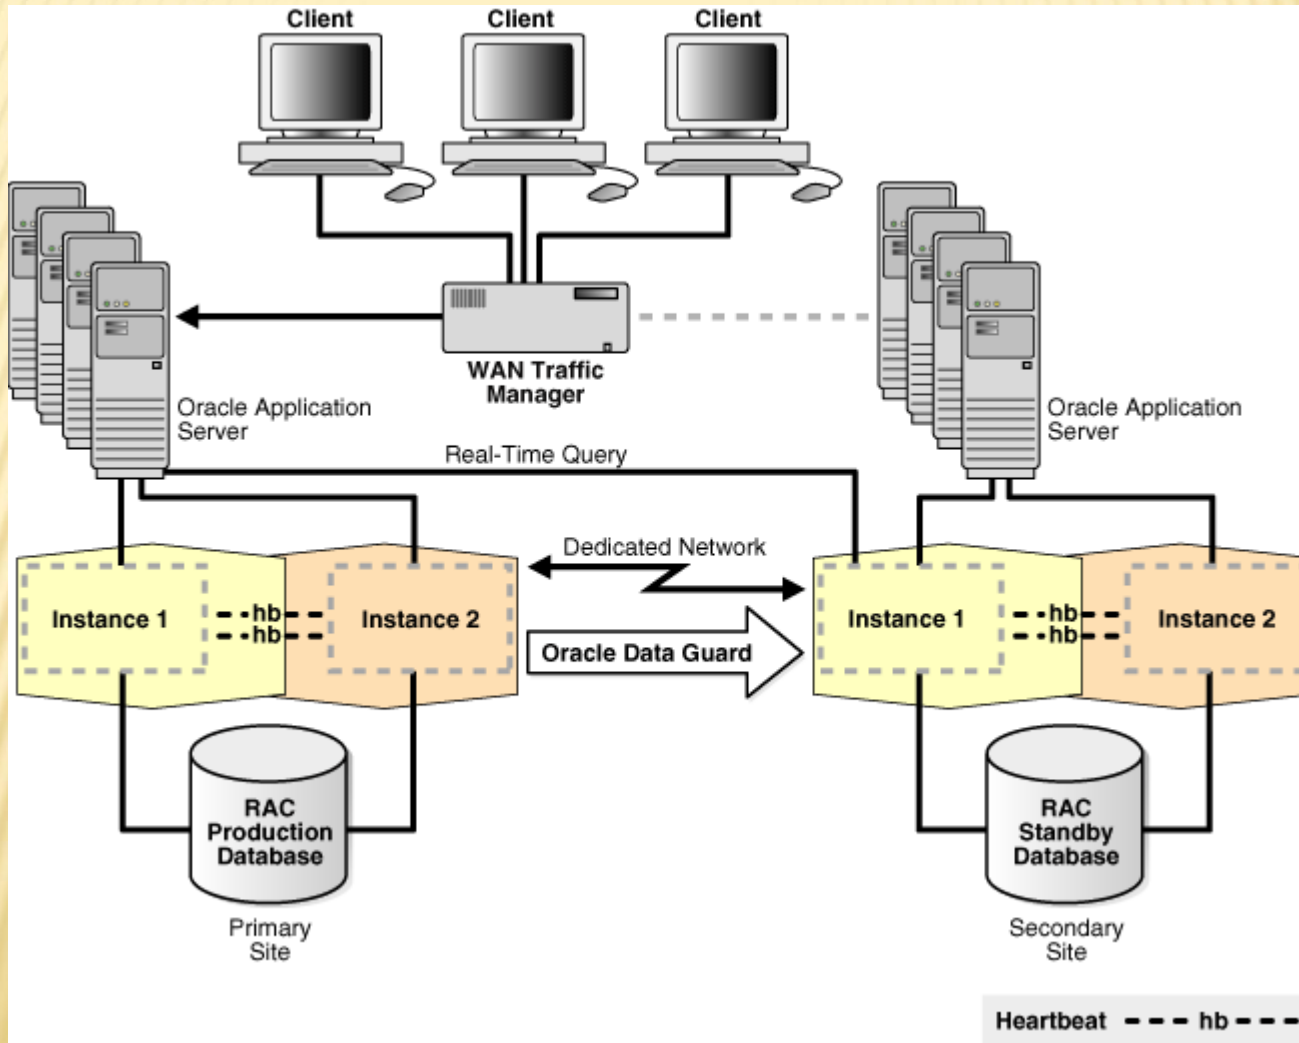 Client
Client
Client
WAN Traffic
Manager
Oracle Application
Server
Oracle Application
Server
Real-Time Query
Dedicated Network
Instance 1
hb
hb
Instance 2
Oracle Data Guard
Instance 1
hb
hb
Instance 2
RAC
Production
Database
RAC
Standby
Database
Primary
Site
Secondary
Site
Heartbeat
hb